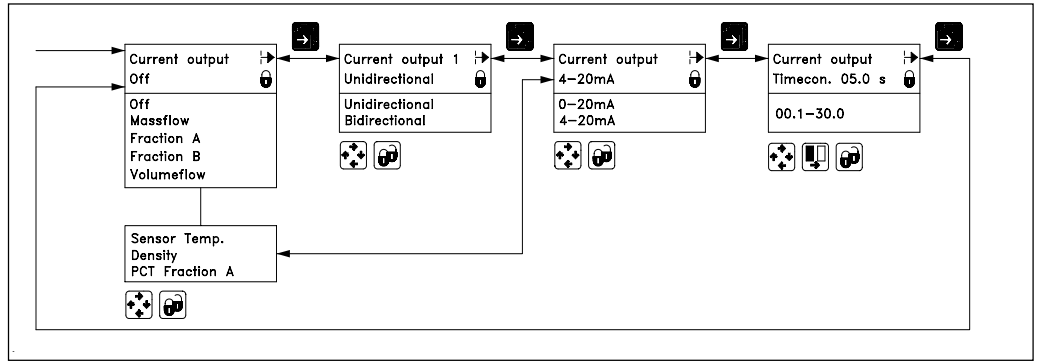 Current output
Off
Off
Massflow
Fraction A
Fraction B
Volumeflow
Sensor Temp.
Density
PCT Fraction A
Current output 1
Unidirectional
Unidirectional
Bidirectional
Current output
4–20mA
0–20mA
4–20mA
Current output
Timecon. 05.0 s
00.1–30.0